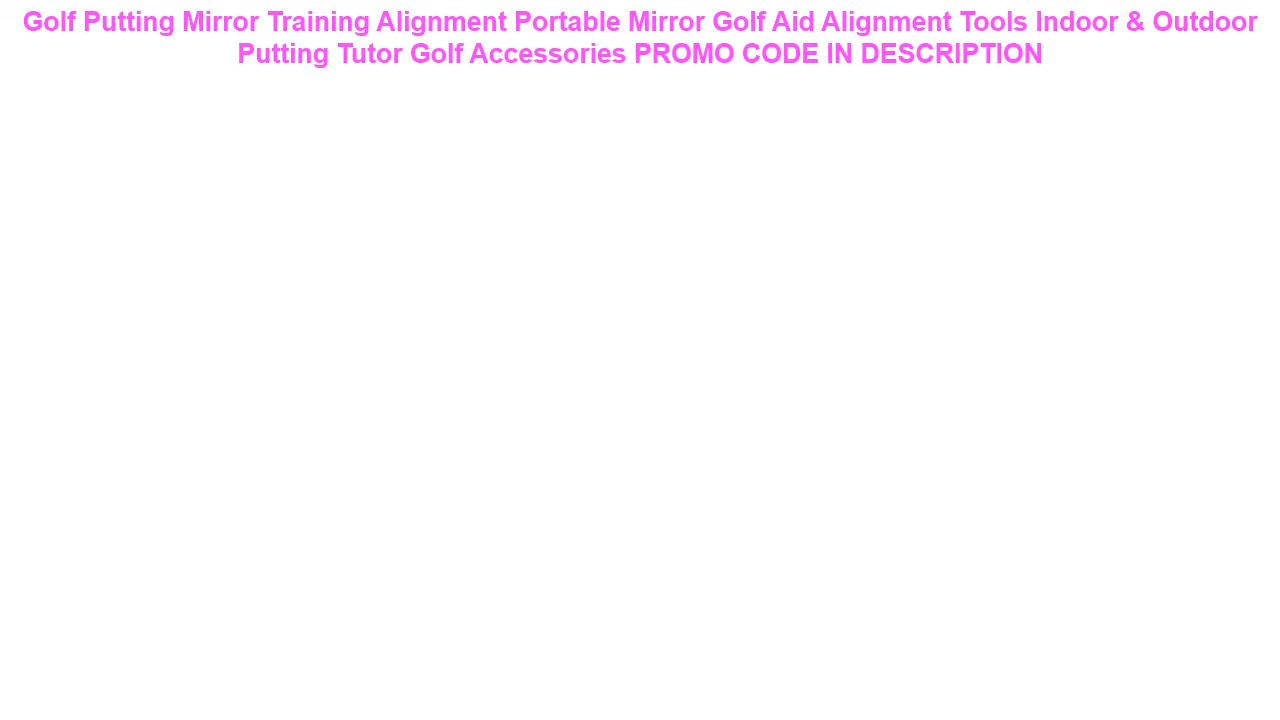 Golf Putting Mirror Training Alignment Portable Mirror Golf Aid Alignment Tools Indoor & Outdoor
Putting Tutor Golf Accessories PROMO CODE IN DESCRIPTION